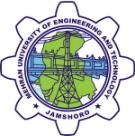 MEHRAN UNIVERSITY OF ENGINEERING AND TECHNOLOGY
JAMSHORO